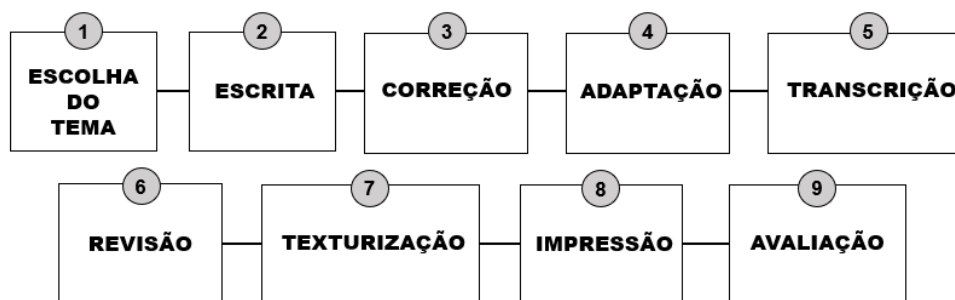 1
ESCOLHA
DO
TEMA
2
ESCRITA
3
CORREÇÃO
4
ADAPTAÇÃO
5
TRANSCRIÇÃO
6
REVISÃO
7
TEXTURIZAÇÃO
8
IMPRESSÃO
9
AVALIAÇÃO